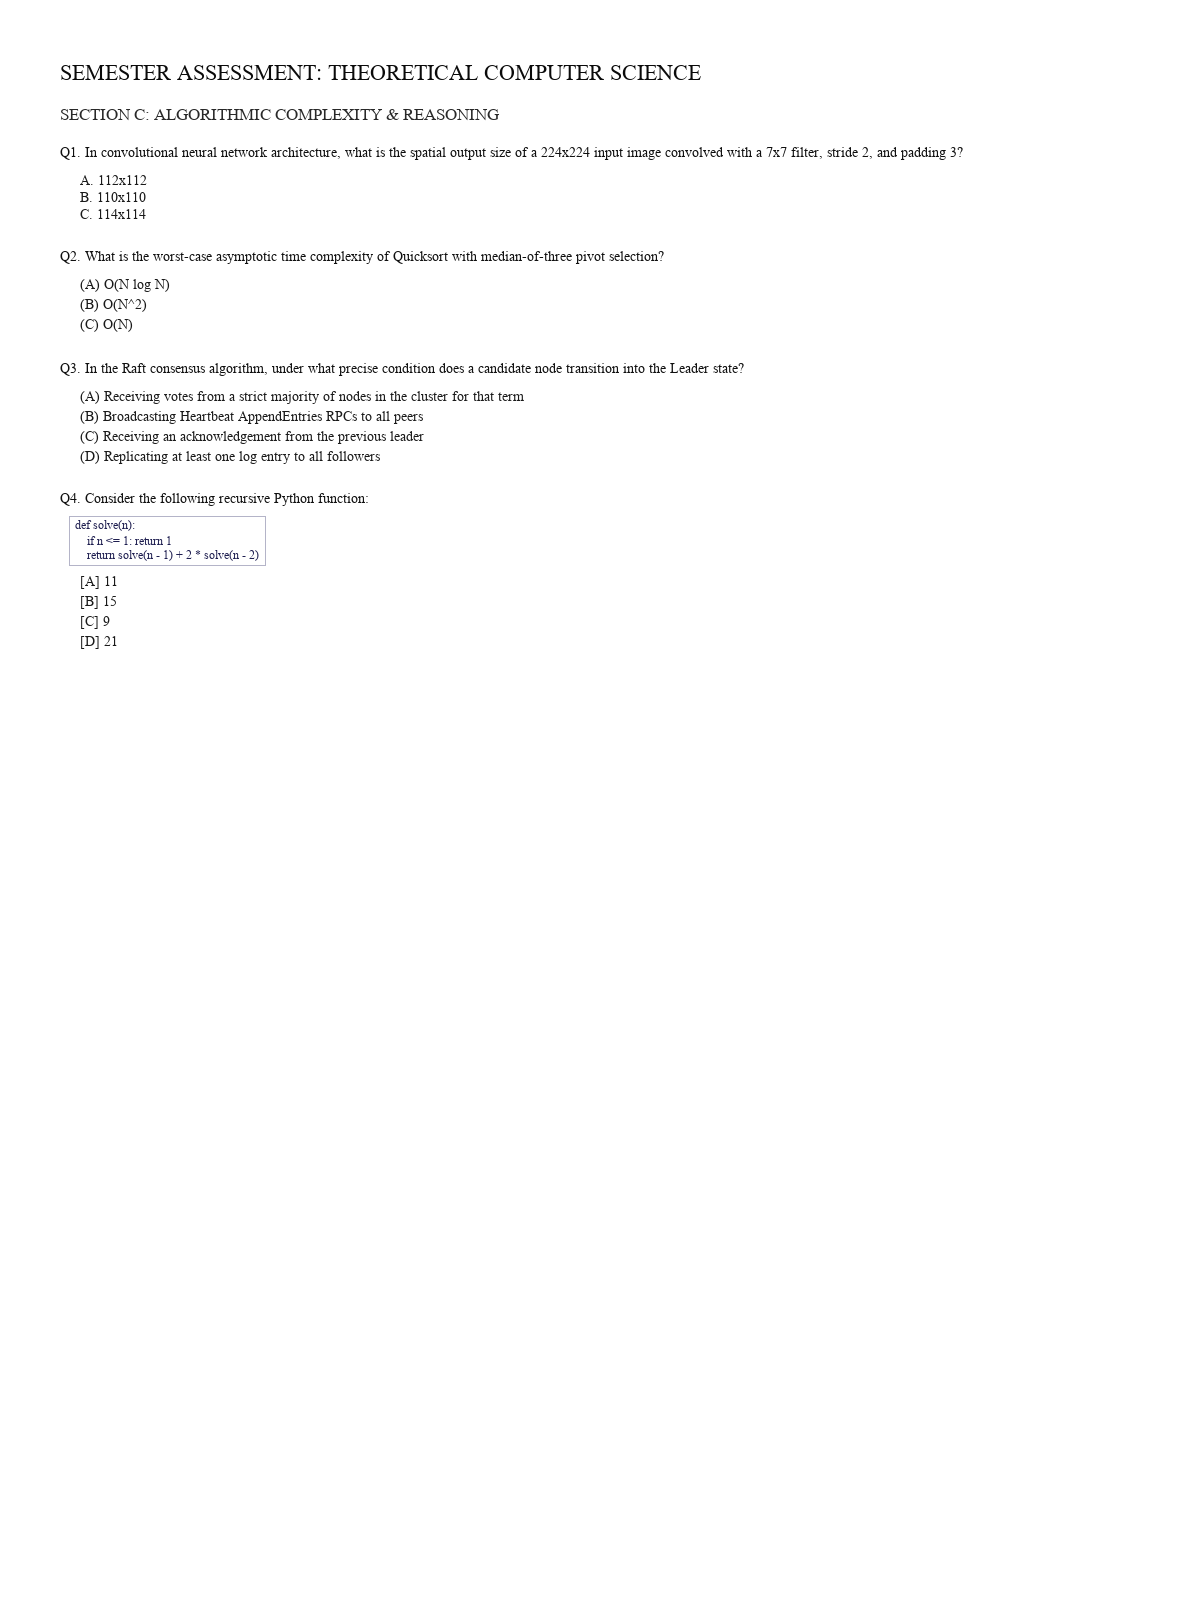 SEMESTER ASSESSMENT: THEORETICAL COMPUTER SCIENCE
SECTION C: ALGORITHMIC COMPLEXITY & REASONING
Q1. In convolutional neural network architecture, what is the spatial output size of a 224x224 input image convolved with a 7x7 filter, stride 2, and padding 3?
A. 112x112
B. 110x110
C. 114x114
Q2. What is the worst-case asymptotic time complexity of Quicksort with median-of-three pivot selection?
(A) O(N log N)
(B) O(N^2)
(C) O(N)
Q3. In the Raft consensus algorithm, under what precise condition does a candidate node transition into the Leader state?
(A) Receiving votes from a strict majority of nodes in the cluster for that term
(B) Broadcasting Heartbeat AppendEntries RPCs to all peers
(C) Receiving an acknowledgement from the previous leader
(D) Replicating at least one log entry to all followers
Q4. Consider the following recursive Python function:
def solve(n):
if n <= 1: return 1
return solve(n - 1) + 2 * solve(n - 2)
[A] 11
[B] 15
[C] 9
[D] 21